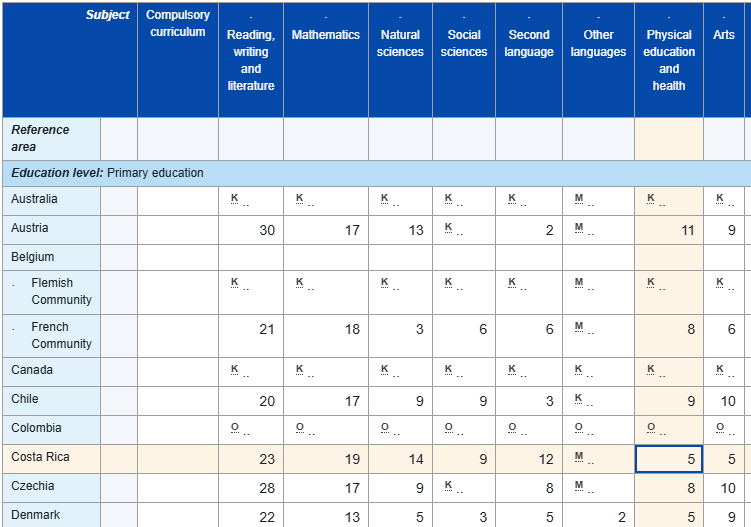 Subject Compulsory curriculum . Reading, writing and literature . Mathematics . Natural sciences . Social sciences . Second language . Other languages . Physical education and health . Arts
Reference area
Education level: Primary education
Australia K .. K .. K .. K .. K .. M .. K .. K ..
Austria 30 17 13 K .. 2 M .. 11 9
Belgium
. Flemish Community K .. K .. K .. K .. K .. M .. K .. K ..
. French Community 21 18 3 6 6 M .. 8 6
Canada K .. K .. K .. K .. K .. K .. K .. K ..
Chile 20 17 9 9 3 K .. 9 10
Colombia O .. O .. O .. O .. O .. O .. O .. O ..
Costa Rica 23 19 14 9 12 M .. 5 5
Czechia 28 17 9 K .. 8 M .. 8 10
Denmark 22 13 5 3 5 2 5 9